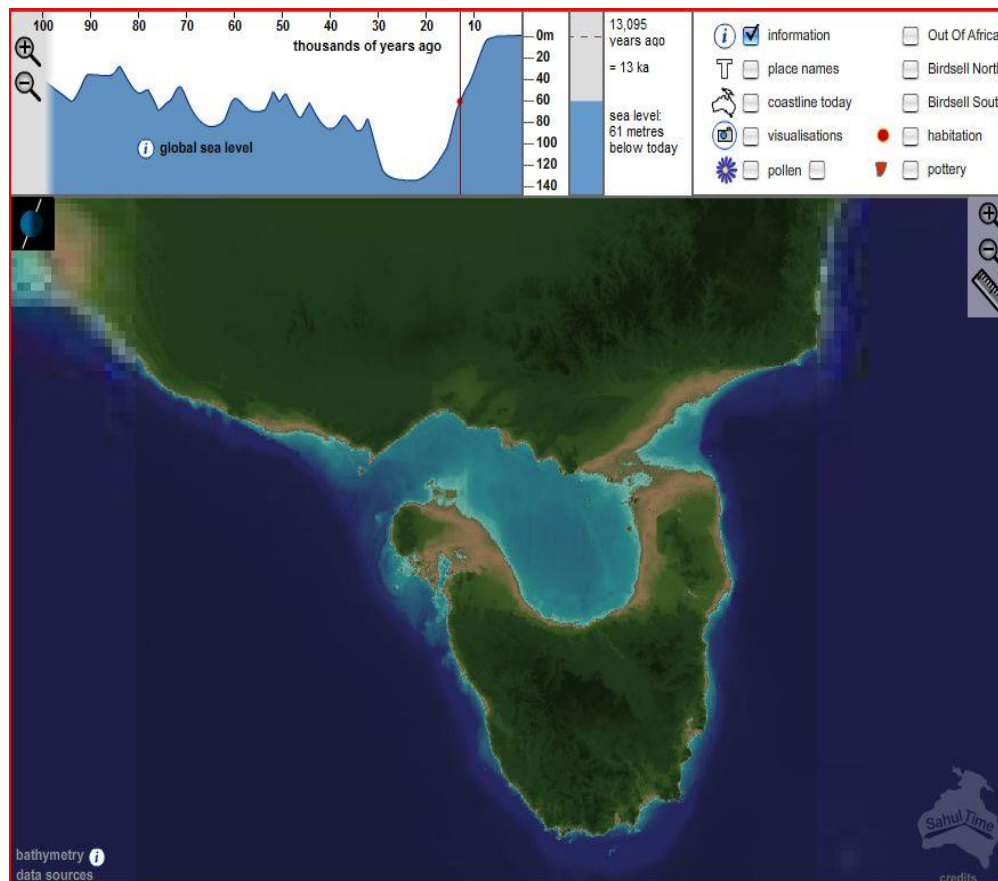 100 90 80 70 60 50 40 30 20 10
thousands of years ago
global sea level
0m
20
40
60
80
100
120
140
13,095
years ago
= 13 ka
sea level:
61 metres
below today
i information
T place names
coastline today
visualisations
pollen
Out Of Africa
Birdsell North
Birdsell South
habitation
pottery
bathymetry i
data sources
Sahul Time
credits